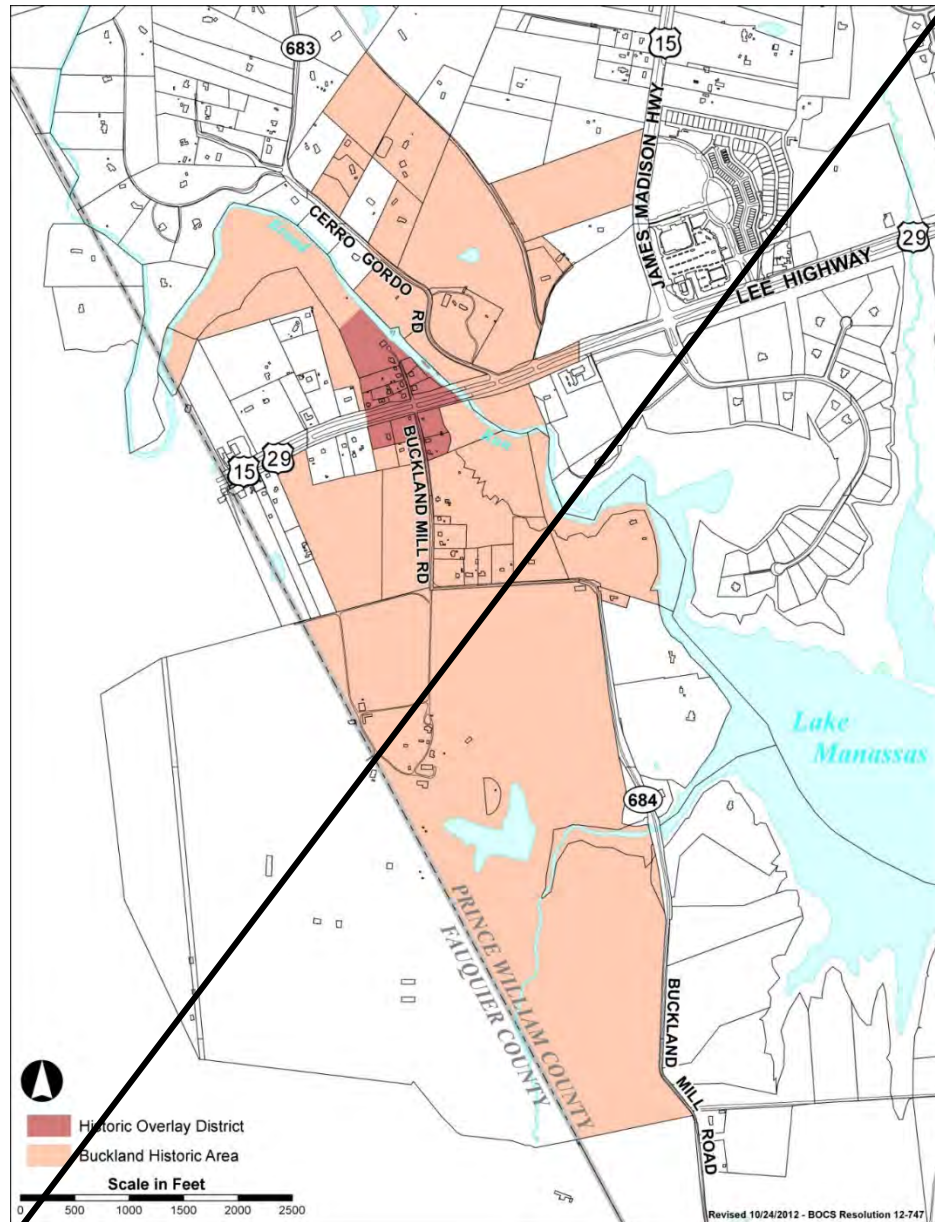 683
15
JAMES MADISON HWY
29
LEE HIGHWAY
CERRO GORDO RD
Broad
Run
15
29
BUCKLAND MILL RD
Lake
Manassas
684
PRINCE WILLIAM COUNTY
FAUQUIER COUNTY
BUCKLAND MILL ROAD
Historic Overlay District
Buckland Historic Area
Scale in Feet
0 500 1000 1500 2000 2500
Revised 10/24/2012 - BOCS Resolution 12-747